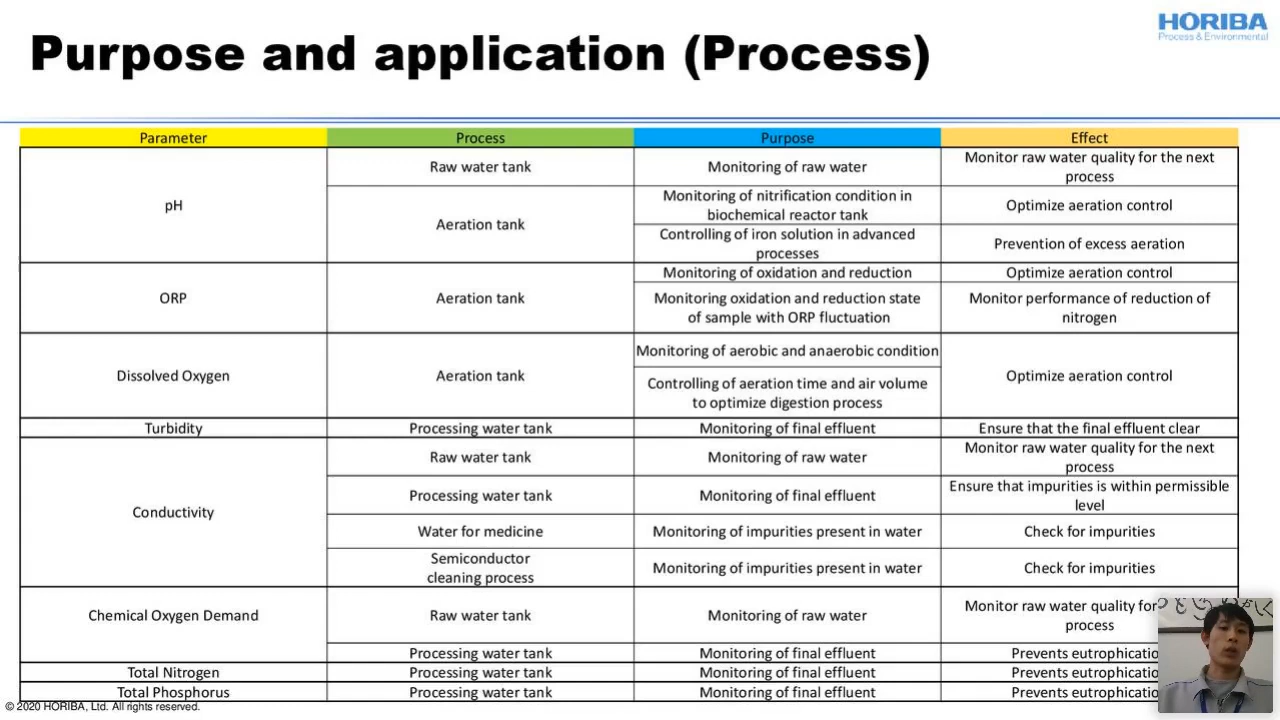 HORIBA
Process & Environmental
Purpose and application (Process)
Parameter Process Purpose Effect
pH
Raw water tank
Monitoring of raw water
Monitor raw water quality for the next
process
Aeration tank
Monitoring of nitrification condition in
biochemical reactor tank
Optimize aeration control
Controlling of iron solution in advanced
processes
Prevention of excess aeration
ORP
Aeration tank
Monitoring of oxidation and reduction
Optimize aeration control
Monitoring oxidation and reduction state
of sample with ORP fluctuation
Monitor performance of reduction of
nitrogen
Dissolved Oxygen
Aeration tank
Monitoring of aerobic and anaerobic condition
Controlling of aeration time and air volume
to optimize digestion process
Optimize aeration control
Turbidity Processing water tank Monitoring of final effluent Ensure that the final effluent clear
Conductivity
Raw water tank
Monitoring of raw water
Monitor raw water quality for the next
process
Processing water tank
Monitoring of final effluent
Ensure that impurities is within permissible
level
Water for medicine
Monitoring of impurities present in water
Check for impurities
Semiconductor
cleaning process
Monitoring of impurities present in water
Check for impurities
Chemical Oxygen Demand
Raw water tank
Monitoring of raw water
Monitor raw water quality for
process
Processing water tank Monitoring of final effluent Prevents eutrophicatio
Total Nitrogen Processing water tank Monitoring of final effluent Prevents eutrophicatio
Total Phosphorus Processing water tank Monitoring of final effluent Prevents eutrophicatio
© 2020 HORIBA, Ltd. All rights reserved.